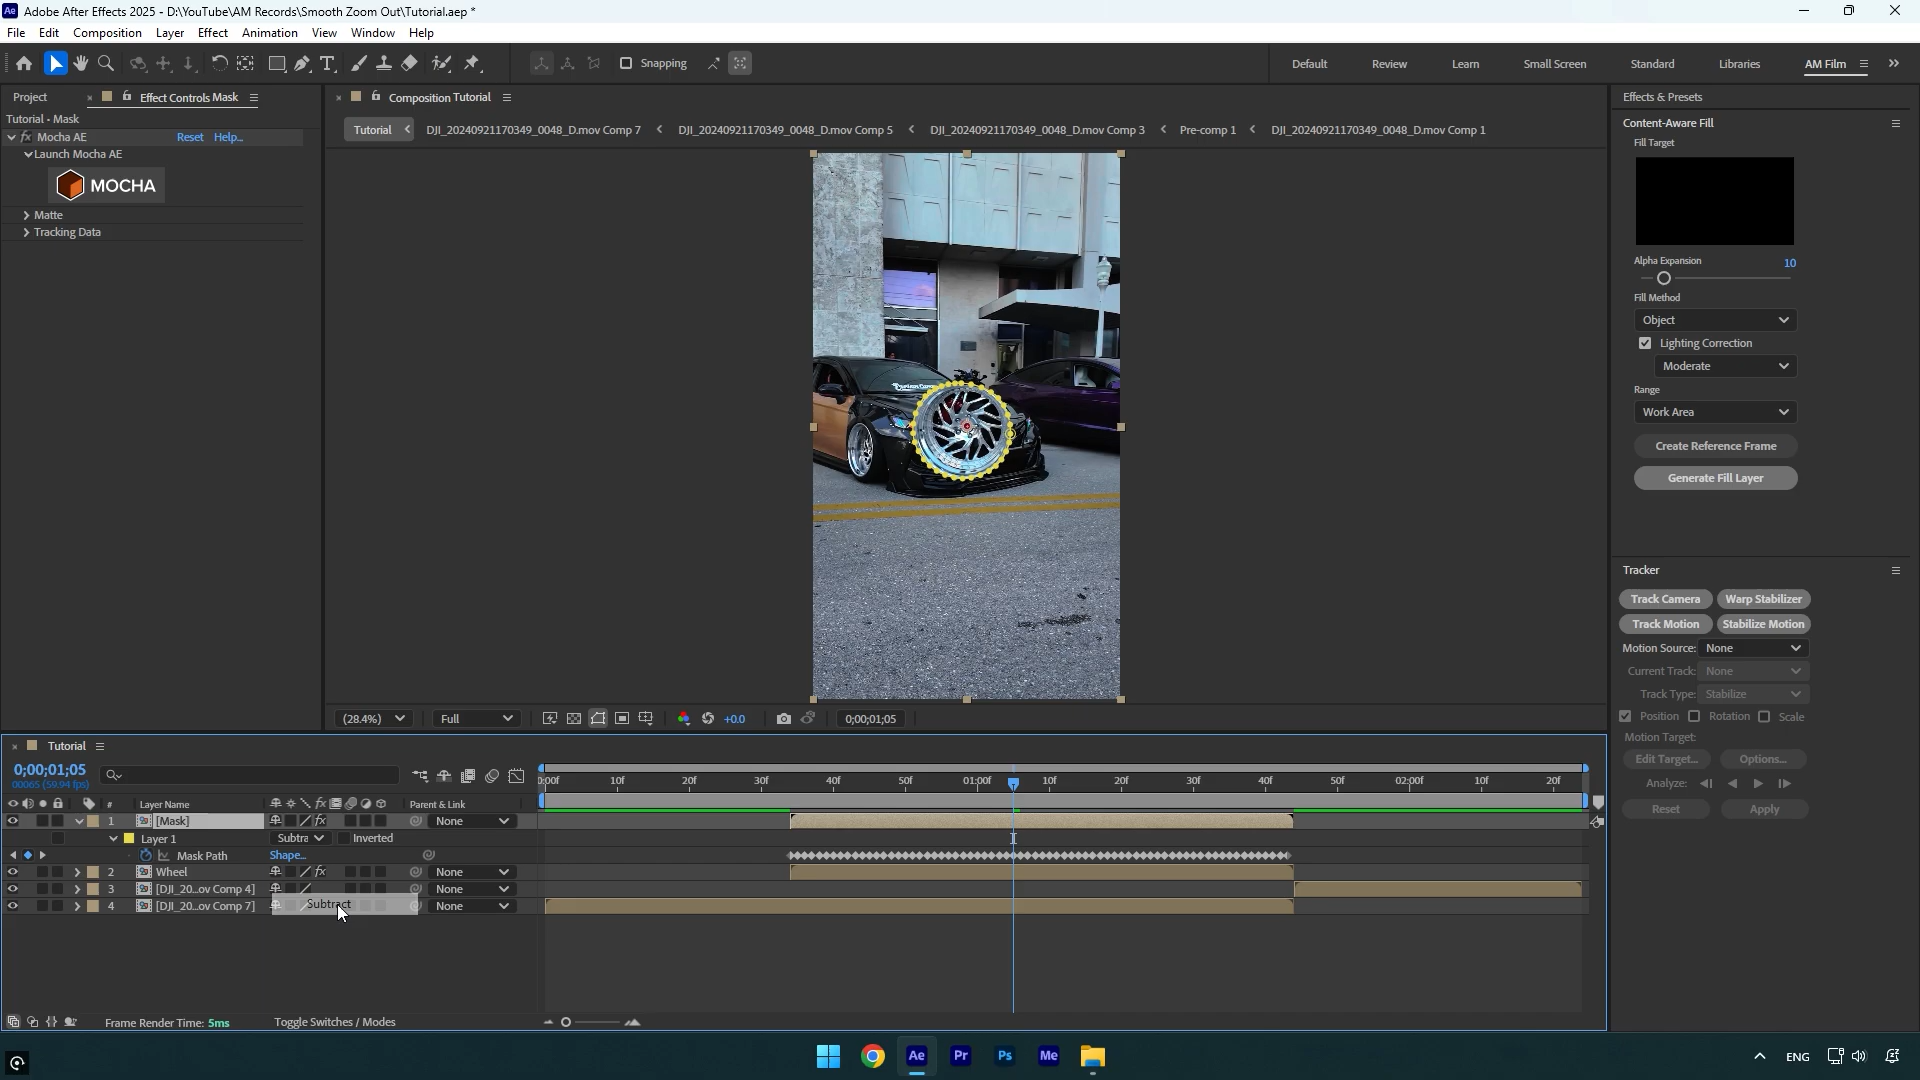 Adobe After Effects 2025 - D:\YouTube\AM Records\Smooth Zoom Out\Tutorial.aep *
File Edit Composition Layer Effect Animation View Window Help
Snapping
Default Review Learn Small Screen Standard Libraries AM Film
Project Effect Controls Mask
Tutorial • Mask
Mocha AE Reset Help...
Launch Mocha AE
MOCHA
Matte
Tracking Data
Composition Tutorial
Tutorial DJI_20240921170349_0048_D.mov Comp 7 DJI_20240921170349_0048_D.mov Comp 5 DJI_20240921170349_0048_D.mov Comp 3 Pre-comp 1 DJI_20240921170349_0048_D.mov Comp 1
(28.4%) Full +0.0 0;00;01;05
Effects & Presets
Content-Aware Fill
Fill Target
Alpha Expansion 10
Fill Method
Object
Lighting Correction
Moderate
Range
Work Area
Create Reference Frame
Generate Fill Layer
Tracker
Track Camera Warp Stabilizer
Track Motion Stabilize Motion
Motion Source: None
Current Track: None
Track Type: Stabilize
Position Rotation Scale
Motion Target:
Edit Target... Options...
Analyze:
Reset Apply
Tutorial
0;00;01;05
00065 (59.94 fps)
0:00f 10f 20f 30f 40f 50f 01:00f 10f 20f 30f 40f 50f 02:00f 10f 20f
# Layer Name Parent & Link
1 [Mask] None
Layer 1 Subtra Inverted
Mask Path Shape...
2 Wheel None
3 [DJI_20...ov Comp 4] None
4 [DJI_20...ov Comp 7] None
Subtract
Frame Render Time: 5ms Toggle Switches / Modes
Ae Pr Ps Me
ENG